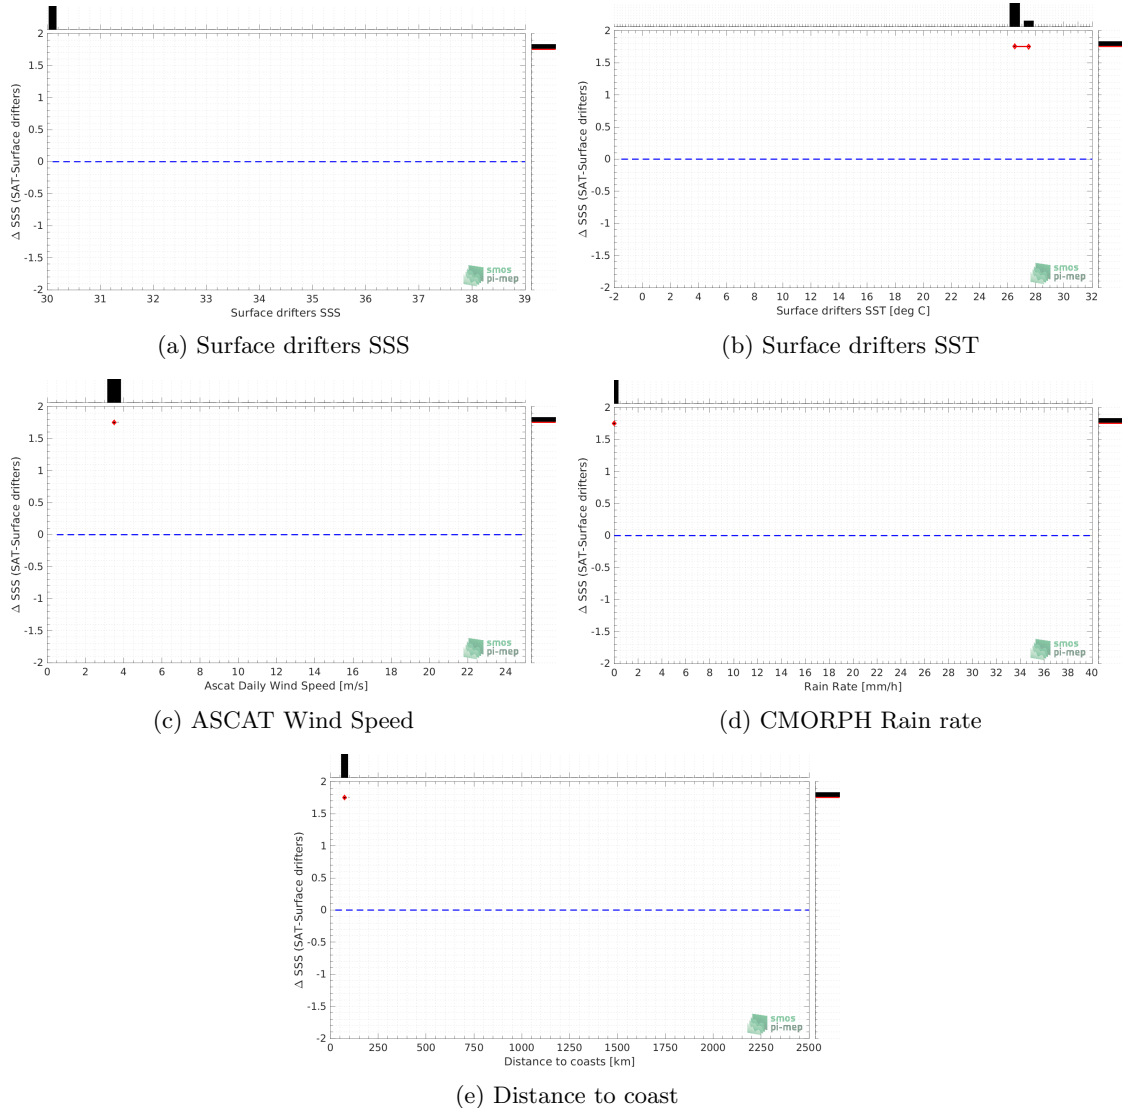 2
1.5
1
0.5
0
-0.5
-1
-1.5
-2
Δ SSS (SAT-Surface drifters)
smos
pi-mep
30 31 32 33 34 35 36 37 38 39
Surface drifters SSS
(a) Surface drifters SSS
2
1.5
1
0.5
0
-0.5
-1
-1.5
-2
Δ SSS (SAT-Surface drifters)
smos
pi-mep
-2 0 2 4 6 8 10 12 14 16 18 20 22 24 26 28 30 32
Surface drifters SST [deg C]
(b) Surface drifters SST
2
1.5
1
0.5
0
-0.5
-1
-1.5
-2
Δ SSS (SAT-Surface drifters)
smos
pi-mep
0 2 4 6 8 10 12 14 16 18 20 22 24
Ascat Daily Wind Speed [m/s]
(c) ASCAT Wind Speed
2
1.5
1
0.5
0
-0.5
-1
-1.5
-2
Δ SSS (SAT-Surface drifters)
smos
pi-mep
0 2 4 6 8 10 12 14 16 18 20 22 24 26 28 30 32 34 36 38 40
Rain Rate [mm/h]
(d) CMORPH Rain rate
2
1.5
1
0.5
0
-0.5
-1
-1.5
-2
Δ SSS (SAT-Surface drifters)
smos
pi-mep
0 250 500 750 1000 1250 1500 1750 2000 2250 2500
Distance to coasts [km]
(e) Distance to coast